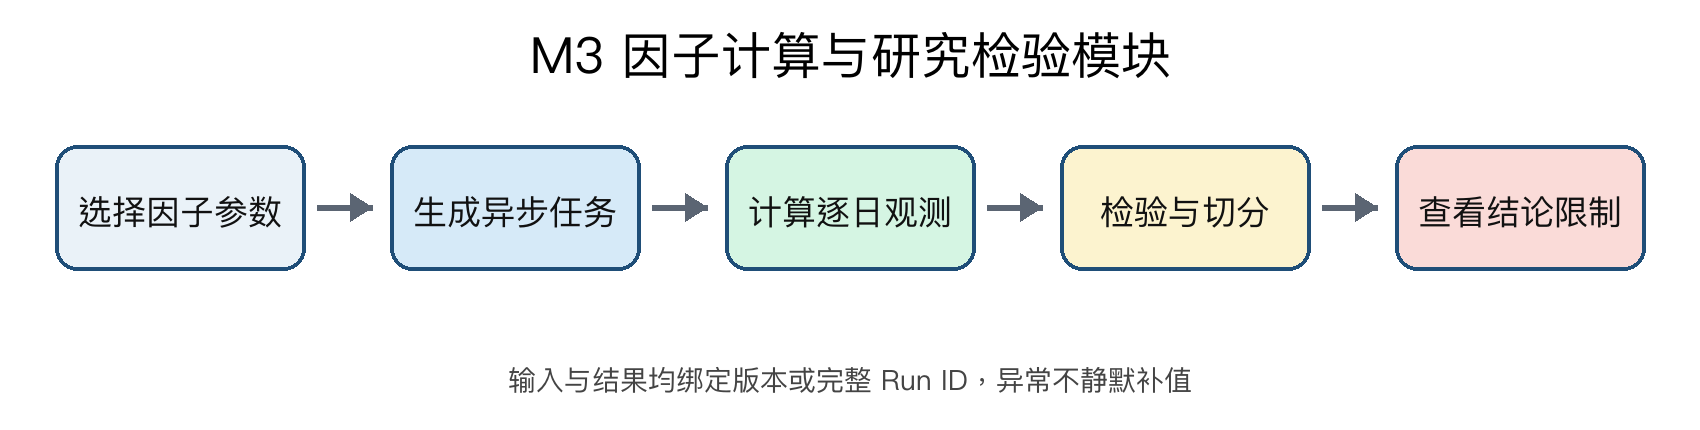 M3 因子计算与研究检验模块
选择因子参数
生成异步任务
计算逐日观测
检验与切分
查看结论限制
输入与结果均绑定版本或完整 Run ID，异常不静默补值